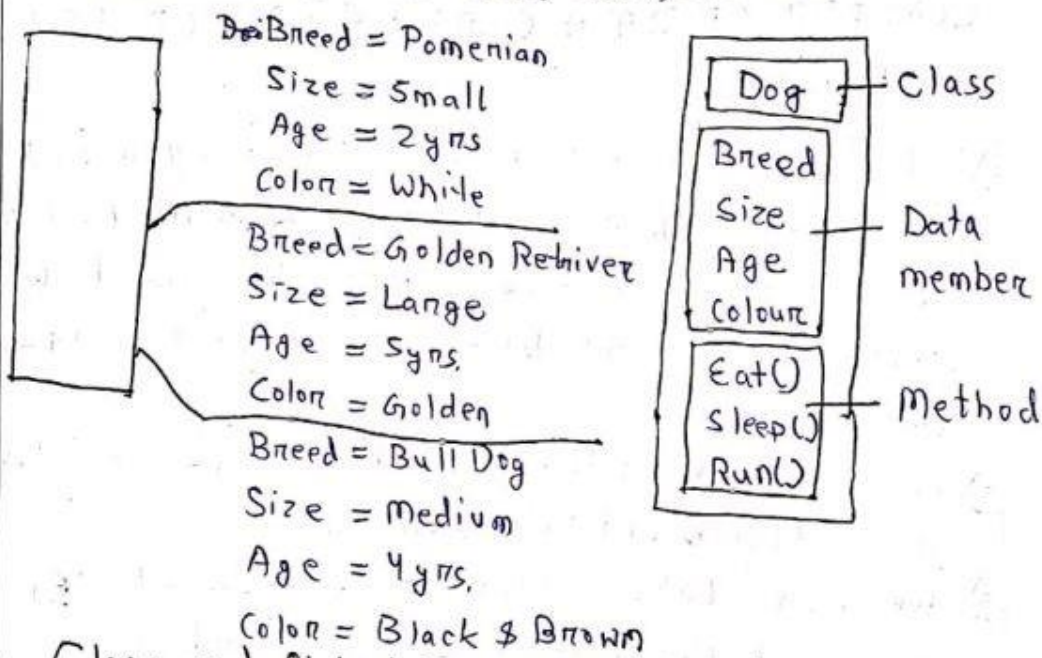 Breed = Pomenian
Size = Small
Age = 2yrs
Color = White
Breed = Golden Retriver
Size = Large
Age = 5yrs.
Color = Golden
Breed = Bull Dog
Size = Medium
Age = 4yrs.
Color = Black & Brown
Dog
Class
Breed
Size
Age
Colour
Data
member
Eat()
Sleep()
Run()
Method